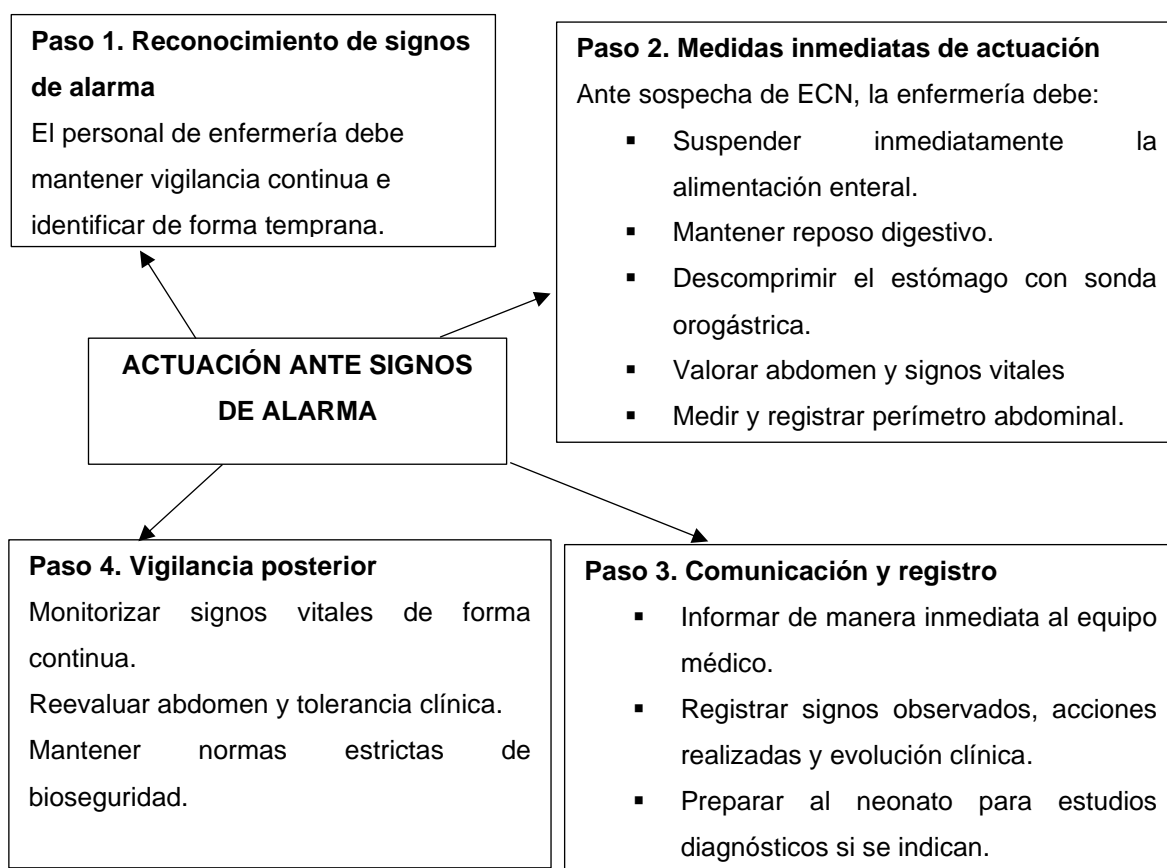 Paso 1. Reconocimiento de signos
de alarma
El personal de enfermería debe
mantener vigilancia continua e
identificar de forma temprana.
Paso 2. Medidas inmediatas de actuación
Ante sospecha de ECN, la enfermería debe:
▪ Suspender inmediatamente la
alimentación enteral.
▪ Mantener reposo digestivo.
▪ Descomprimir el estómago con sonda
orogástrica.
▪ Valorar abdomen y signos vitales
▪ Medir y registrar perímetro abdominal.
ACTUACIÓN ANTE SIGNOS
DE ALARMA
Paso 4. Vigilancia posterior
Monitorizar signos vitales de forma
continua.
Reevaluar abdomen y tolerancia clínica.
Mantener normas estrictas de
bioseguridad.
Paso 3. Comunicación y registro
▪ Informar de manera inmediata al equipo
médico.
▪ Registrar signos observados, acciones
realizadas y evolución clínica.
▪ Preparar al neonato para estudios
diagnósticos si se indican.